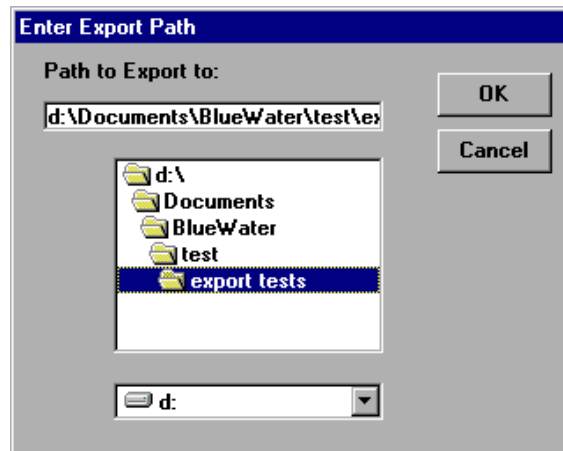 Enter Export Path
Path to Export to:
OK
d:\Documents\BlueWater\test\ex
Cancel
d:\
Documents
BlueWater
test
export tests
d: